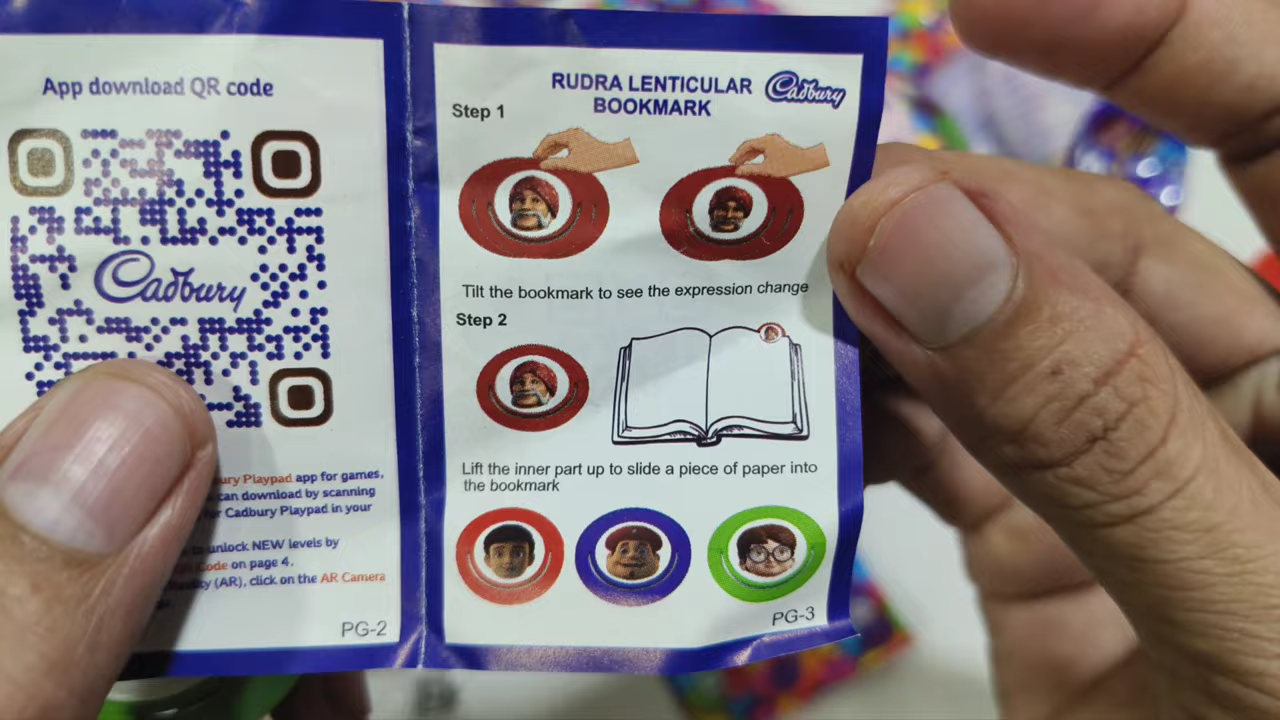 App download QR code
Cadbury
Playpad app for games,
can download by scanning
Cadbury Playpad in your
unlock NEW levels by
Code on page 4.
(AR), click on the AR Camera
PG-2
RUDRA LENTICULAR
BOOKMARK
Cadbury
Step 1
Tilt the bookmark to see the expression change
Step 2
Lift the inner part up to slide a piece of paper into
the bookmark
PG-3